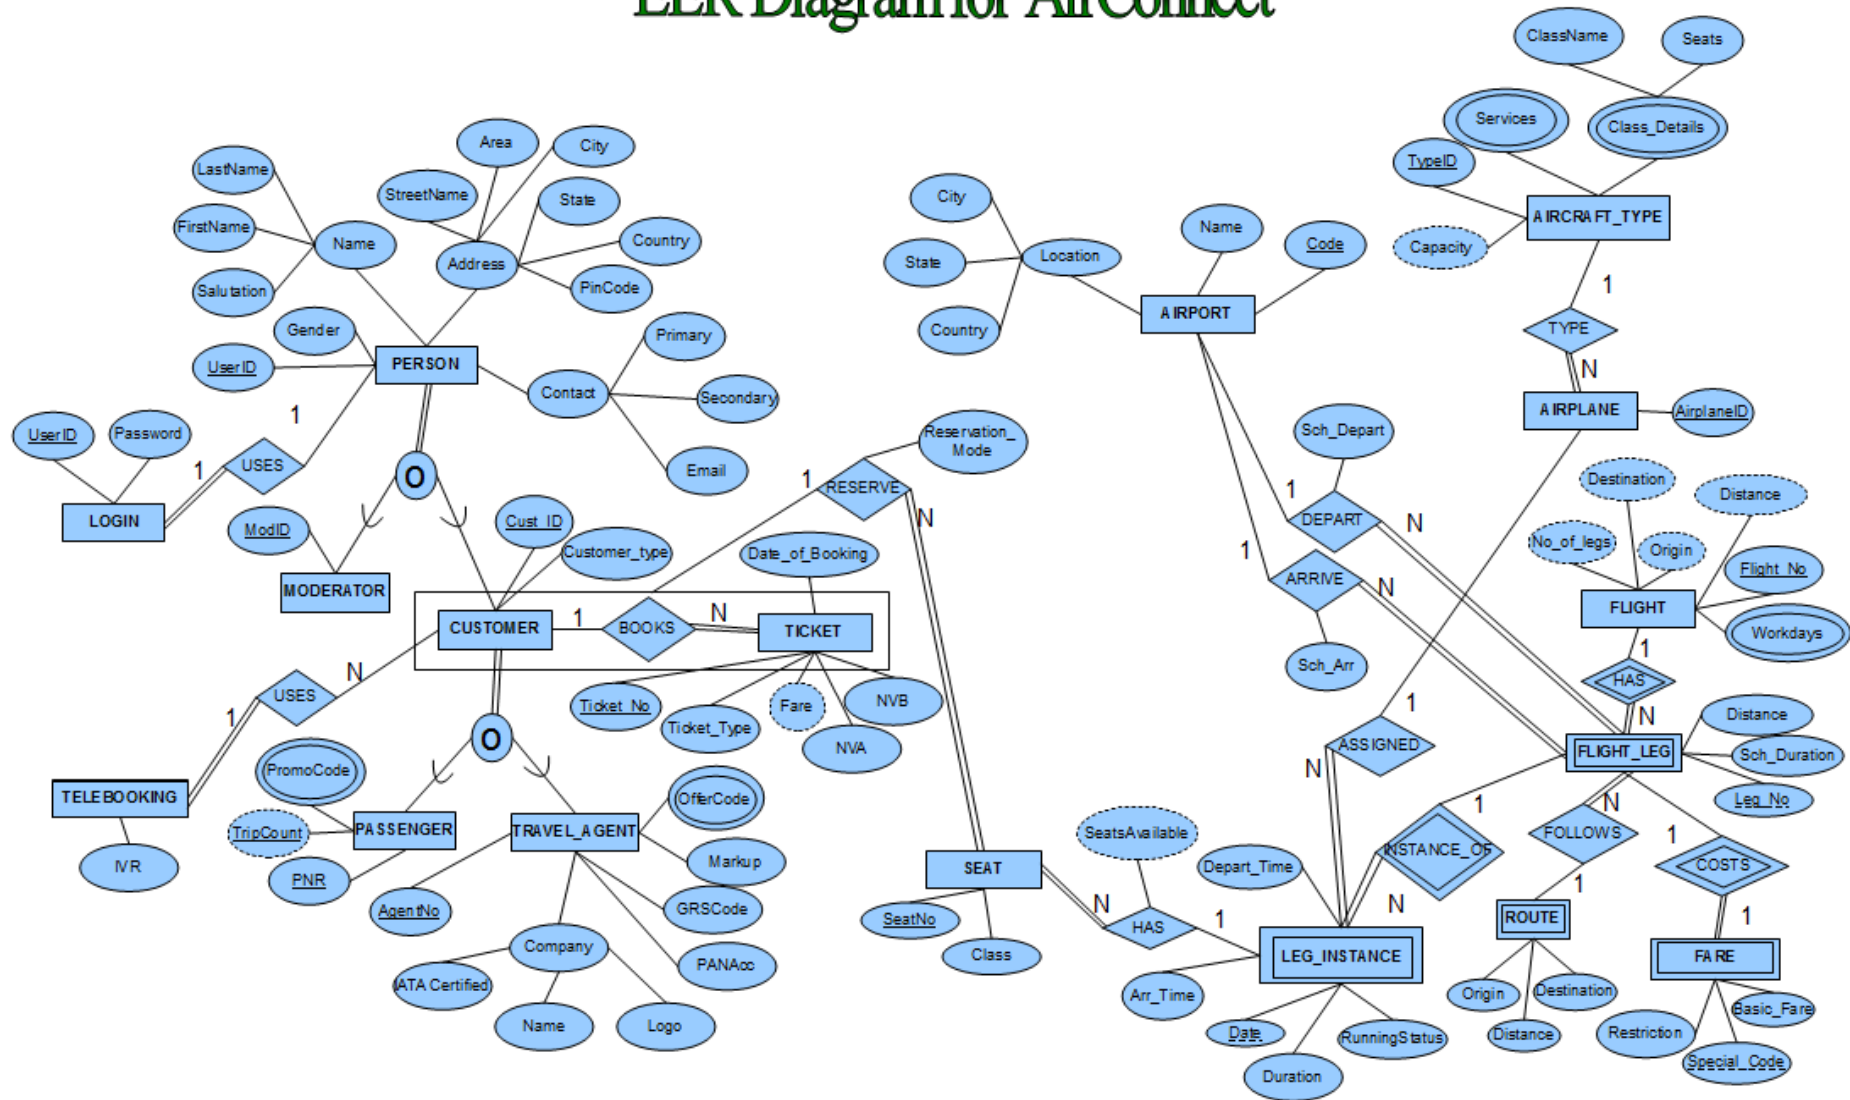 EER Diagram for AirConnect
ClassName
Seats
Services
Class_Details
TypeID
AIRCRAFT_TYPE
Capacity
1
TYPE
N
AIRPLANE
AirplaneID
LastName
FirstName
Salutation
Name
StreetName
Area
City
State
Country
PinCode
Address
Gender
UserID
PERSON
Contact
Primary
Secondary
Email
1
USES
1
UserID
Password
LOGIN
O
ModID
MODERATOR
Cust_ID
Customer_type
CUSTOMER
1
BOOKS
N
TICKET
Date_of_Booking
Ticket_No
Ticket_Type
Fare
NVA
NVB
1
RESERVE
Reservation_
Mode
N
N
USES
1
TELEBOOKING
IVR
O
PromoCode
TripCount
PNR
PASSENGER
TRAVEL_AGENT
OfferCode
Markup
GRSCode
PANAcc
AgentNo
Company
IATA Certified
Name
Logo
City
State
Country
Location
Name
Code
AIRPORT
1
DEPART
N
Sch_Depart
1
ARRIVE
N
Sch_Arr
Destination
Distance
No_of_legs
Origin
Flight_No
Workdays
FLIGHT
1
HAS
N
FLIGHT_LEG
Distance
Sch_Duration
Leg_No
1
ASSIGNED
N
1
INSTANCE_OF
N
N
FOLLOWS
1
ROUTE
Origin
Destination
Distance
1
COSTS
1
FARE
Restriction
Basic_Fare
Special_Code
SEAT
SeatNo
Class
N
HAS
1
SeatsAvailable
LEG_INSTANCE
Depart_Time
Arr_Time
Date
Duration
RunningStatus